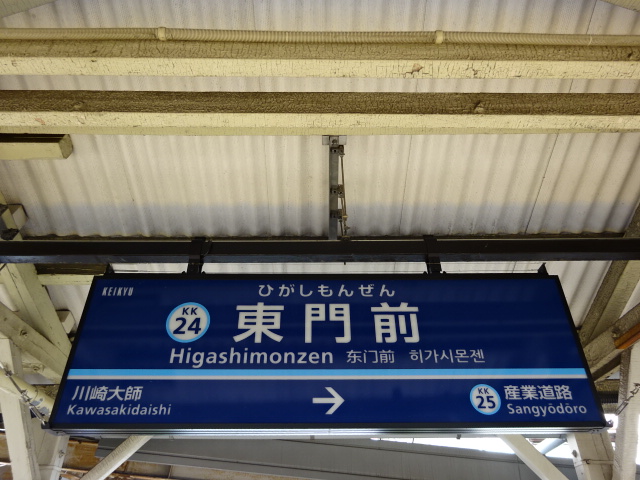 KEIKYU
ひがしもんぜん
KK 24 東門前
Higashimonzen 东门前 히가시몬젠
川崎大師 → KK 25 産業道路
Kawasakidaishi Sangyōdōro